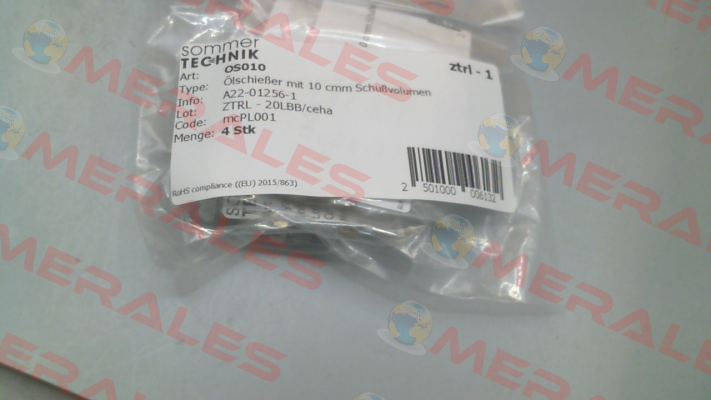 sommer
TECHNIK
ztrl - 1
Art: OS010
Type: Ölschießer mit 10 cmm Schußvolumen
Info: A22-01256-1
Lot: ZTRL - 20LBB/ceha
Code: mcPL001
Menge: 4 Stk
RoHS compliance ((EU) 2015/863)
2 501000 006132
MERALES
MERALES
MERALES
MERALES
MERALES